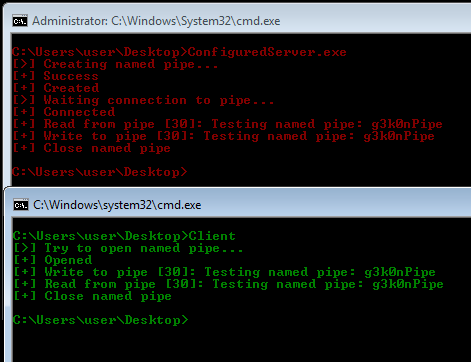 Administrator: C:\Windows\System32\cmd.exe
C:\Users\user\Desktop>ConfiguredServer.exe
[>] Creating named pipe...
[+] Success
[+] Created
[>] Waiting connection to pipe...
[+] Connected
[+] Read from pipe [30]: Testing named pipe: g3k0nPipe
[+] Write to pipe [30]: Testing named pipe: g3k0nPipe
[+] Close named pipe
C:\Users\user\Desktop>
C:\Windows\system32\cmd.exe
C:\Users\user\Desktop>Client
[>] Try to open named pipe...
[+] Opened
[+] Write to pipe [30]: Testing named pipe: g3k0nPipe
[+] Read from pipe [30]: Testing named pipe: g3k0nPipe
[+] Close named pipe
C:\Users\user\Desktop>